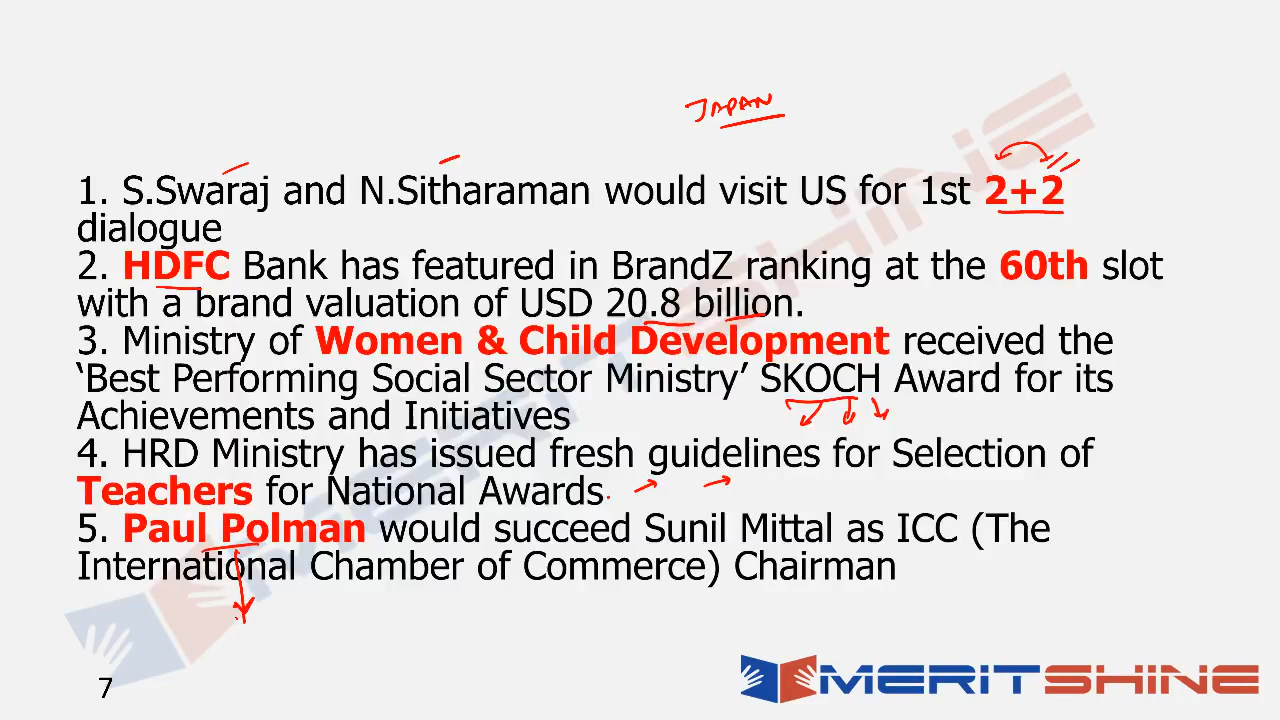 JAPAN
1. S.Swaraj and N.Sitharaman would visit US for 1st 2+2
dialogue
2. HDFC Bank has featured in BrandZ ranking at the 60th slot
with a brand valuation of USD 20.8 billion.
3. Ministry of Women & Child Development received the
‘Best Performing Social Sector Ministry’ SKOCH Award for its
Achievements and Initiatives
4. HRD Ministry has issued fresh guidelines for Selection of
Teachers for National Awards
5. Paul Polman would succeed Sunil Mittal as ICC (The
International Chamber of Commerce) Chairman
7
MERITSHINE
MERITSHINE